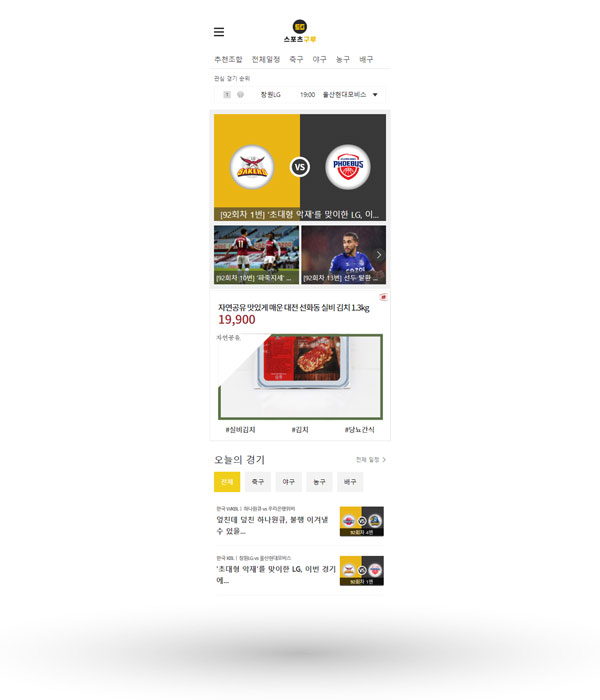 SG
스포츠구루
추천조합 전체일정 축구 야구 농구 배구
관심 경기 순위
1 창원LG 19:00 울산현대모비스
SAKERS VS PHOEBUS
[92회차 1번] '초대형 악재'를 맞이한 LG, 이...
[92회차 10번] '파죽지세' ...
[92회차 13번] 선두 탈환 ...
자연공유 맛있게 매운 대전 선화동 실비 김치 1.3kg
19,900
자연공유
#실비김치 #김치 #당뇨간식
오늘의 경기
전체 일정 >
전체 축구 야구 농구 배구
한국 WKBL | 하나원큐 vs 우리은행위비
엎친데 덮친 하나원큐, 불행 이겨낼
수 있을...
VS
92회차 4번
한국 KBL | 창원LG vs 울산현대모비스
'초대형 악재'를 맞이한 LG, 이번 경기
에...
VS
92회차 1번